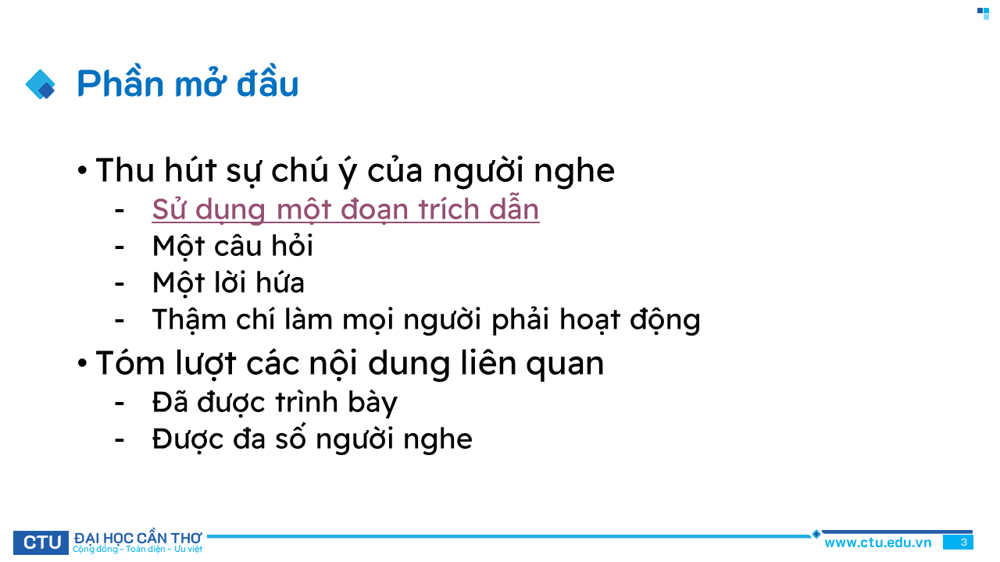 Phần mở đầu
• Thu hút sự chú ý của người nghe
- Sử dụng một đoạn trích dẫn
- Một câu hỏi
- Một lời hứa
- Thậm chí làm mọi người phải hoạt động
• Tóm lượt các nội dung liên quan
- Đã được trình bày
- Được đa số người nghe
CTU ĐẠI HỌC CẦN THƠ
Cộng đồng – Toàn diện – Ưu việt
www.ctu.edu.vn 3